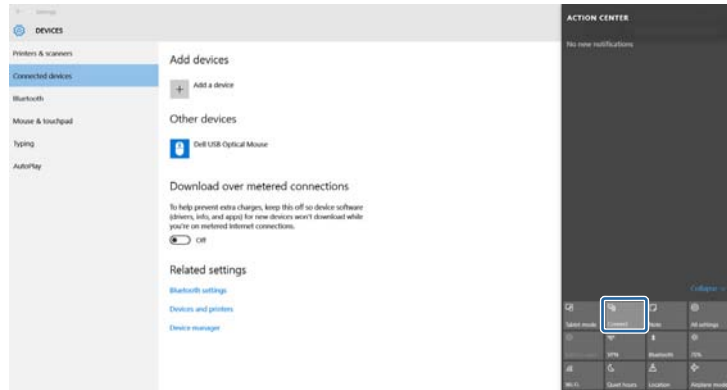 Settings
DEVICES
Printers & scanners
Connected devices
Bluetooth
Mouse & touchpad
Typing
AutoPlay
Add devices
Add a device
Other devices
Dell USB Optical Mouse
Download over metered connections
To help prevent extra charges, keep this off so device software
(drivers, info, and apps) for new devices won't download while
you're on metered Internet connections.
Off
Related settings
Bluetooth settings
Devices and printers
Device manager
ACTION CENTER
No new notifications
Collapse
Tablet mode
Connect
Note
All settings
VPN
Bluetooth
70%
Wi-Fi
Quiet hours
Location
Airplane mode